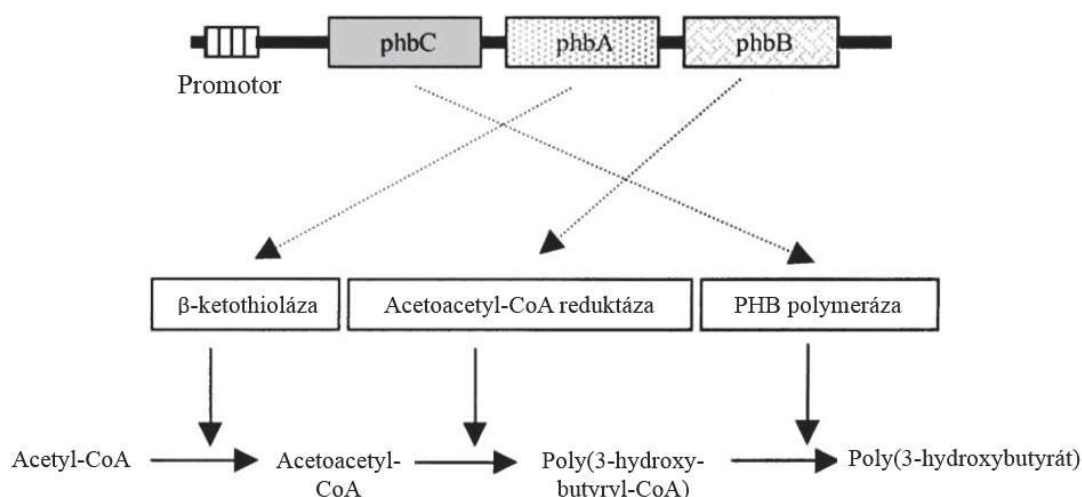 phbC
phbA
phbB
Promotor
β-ketothioláza
Acetoacetyl-CoA reduktáza
PHB polymeráza
Acetyl-CoA
Acetoacetyl-
CoA
Poly(3-hydroxy-
butyryl-CoA)
Poly(3-hydroxybutyrát)